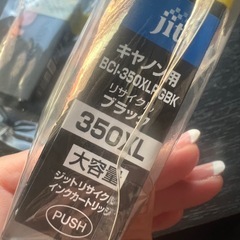 jit
キヤノン用
BCI-350XLPGBK
リサイクル
ブラック
350XL
大容量
ジットリサイクル
インクカートリッジ
PUSH